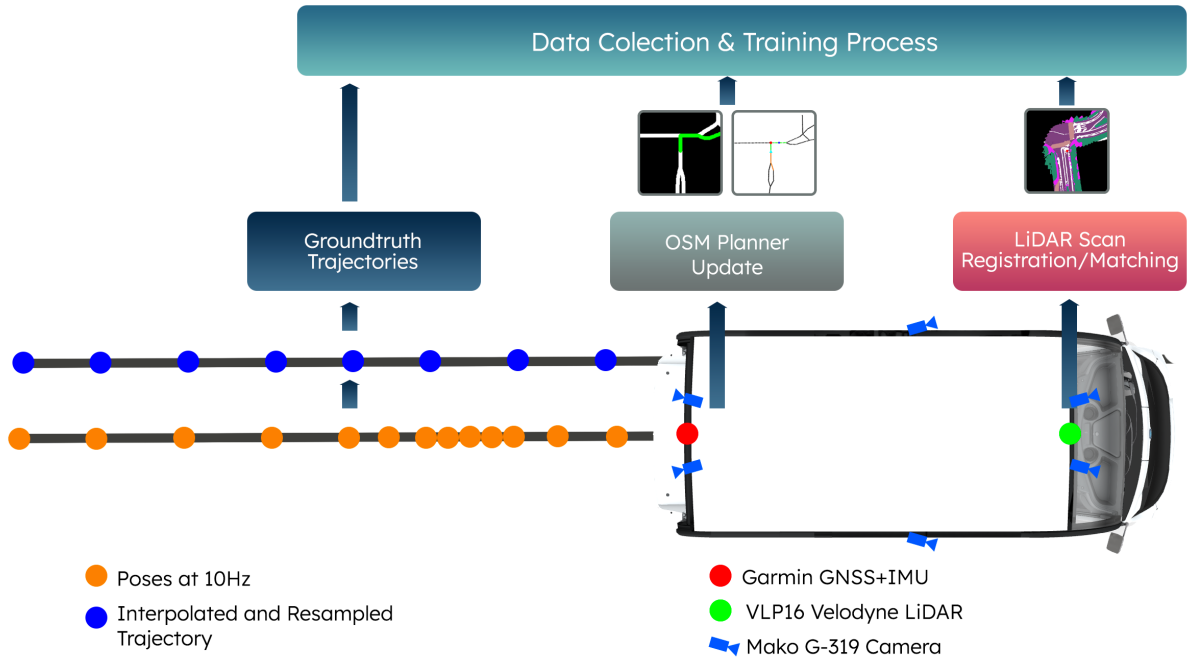 Data Colection & Training Process
Groundtruth
Trajectories
OSM Planner
Update
LiDAR Scan
Registration/Matching
Poses at 10Hz
Interpolated and Resampled
Trajectory
Garmin GNSS+IMU
VLP16 Velodyne LiDAR
Mako G-319 Camera